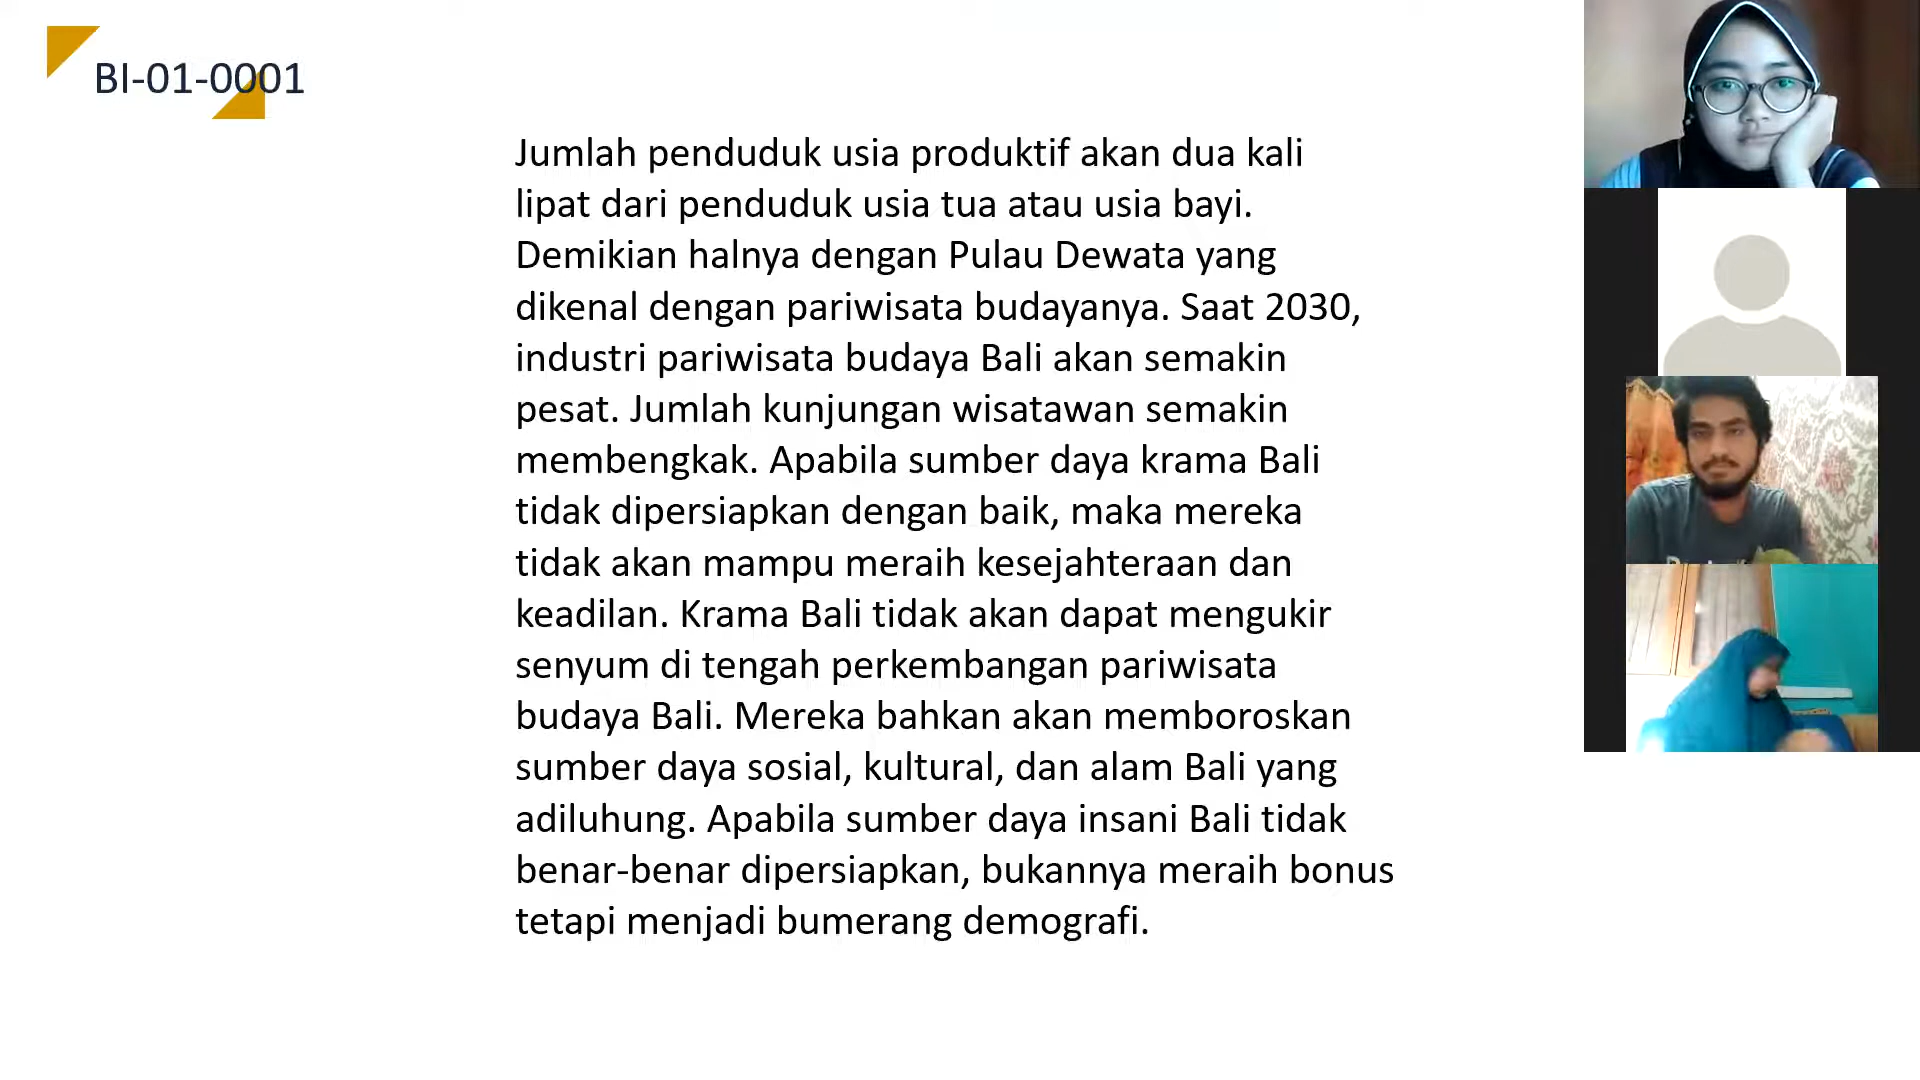 BI-01-0001
Jumlah penduduk usia produktif akan dua kali
lipat dari penduduk usia tua atau usia bayi.
Demikian halnya dengan Pulau Dewata yang
dikenal dengan pariwisata budayanya. Saat 2030,
industri pariwisata budaya Bali akan semakin
pesat. Jumlah kunjungan wisatawan semakin
membengkak. Apabila sumber daya krama Bali
tidak dipersiapkan dengan baik, maka mereka
tidak akan mampu meraih kesejahteraan dan
keadilan. Krama Bali tidak akan dapat mengukir
senyum di tengah perkembangan pariwisata
budaya Bali. Mereka bahkan akan memboroskan
sumber daya sosial, kultural, dan alam Bali yang
adiluhung. Apabila sumber daya insani Bali tidak
benar-benar dipersiapkan, bukannya meraih bonus
tetapi menjadi bumerang demografi.